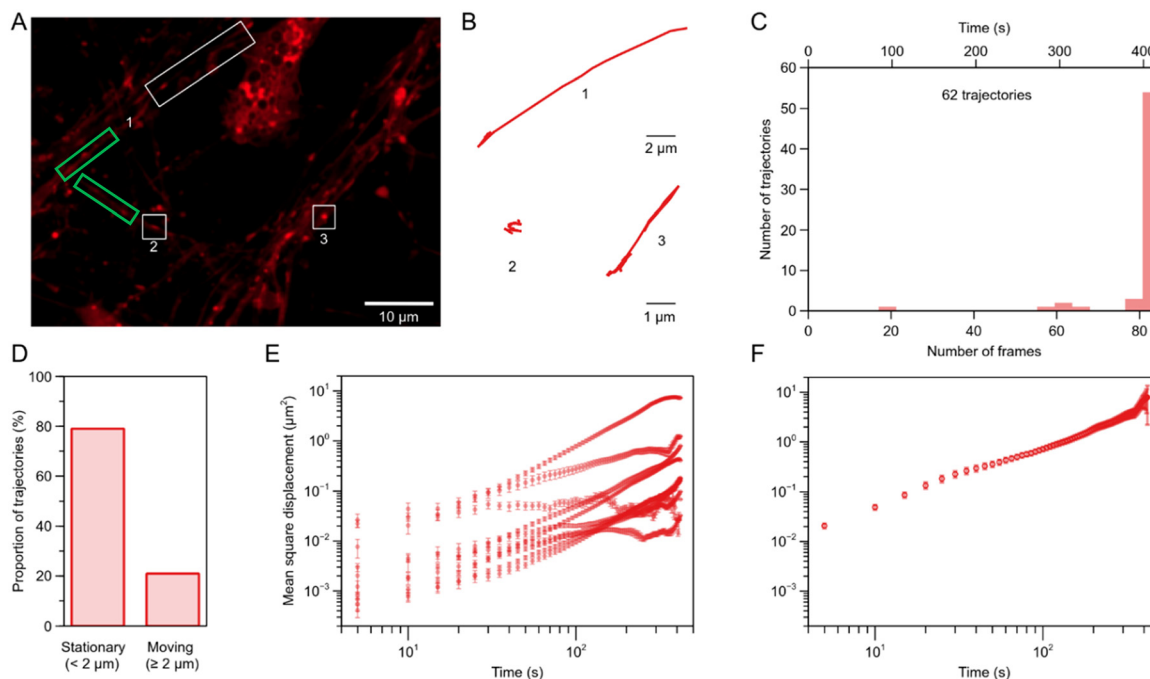 A
1
2
3
10 µm
B
1
2 µm
2
3
1 µm
C
Time (s)
0 100 200 300 400
Number of trajectories
60
50
40
30
20
10
0
62 trajectories
0 20 40 60 80
Number of frames
D
Proportion of trajectories (%)
100
80
60
40
20
0
Stationary
(< 2 µm)
Moving
(≥ 2 µm)
E
Mean square displacement (µm²)
10¹
10⁰
10⁻¹
10⁻²
10⁻³
10¹ 10²
Time (s)
F
10¹
10⁰
10⁻¹
10⁻²
10⁻³
10¹ 10²
Time (s)